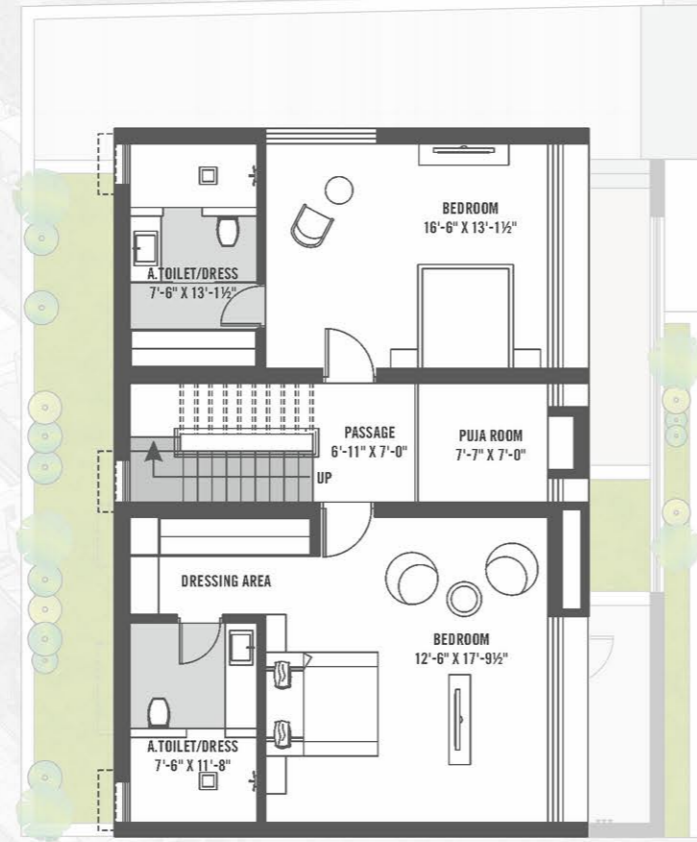 BEDROOM
16'-6" X 13'-1½"
A.TOILET/DRESS
7'-6" X 13'-1½"
PASSAGE
6'-11" X 7'-0"
PUJA ROOM
7'-7" X 7'-0"
UP
DRESSING AREA
BEDROOM
12'-6" X 17'-9½"
A.TOILET/DRESS
7'-6" X 11'-8"